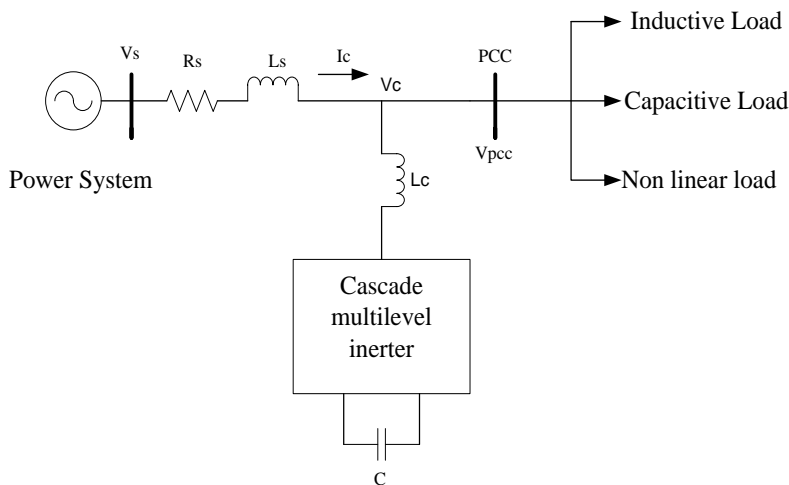 Inductive Load
Vs
Rs
Ls
Ic
Vc
PCC
Capacitive Load
Vpcc
Power System
Lc
Non linear load
Cascade
multilevel
inerter
C